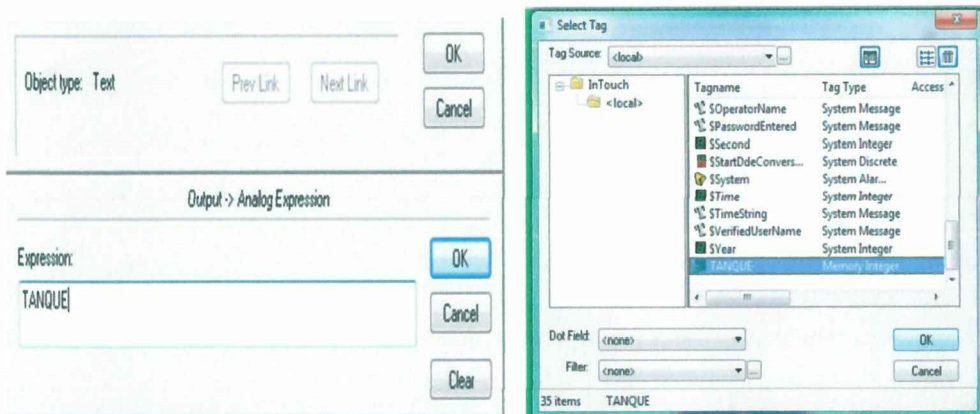 Object type: Text
Prev Link
Next Link
OK
Cancel
Output -> Analog Expression
Expression:
TANQUE
OK
Cancel
Clear
Select Tag
Tag Source: <local>
...
InTouch
<local>
Tagname Tag Type Access
$OperatorName System Message
$PasswordEntered System Message
$Second System Integer
$StartDdeConvers... System Discrete
$System System Alar...
$Time System Integer
$TimeString System Message
$VerifiedUserName System Message
$Year System Integer
TANQUE Memory Integer
Dot Field: <none>
OK
Filter: <none>
...
Cancel
35 items TANQUE